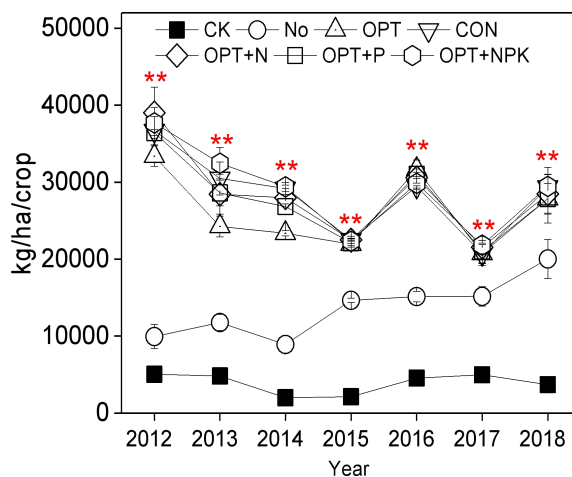 50000
CK No OPT CON
OPT+N OPT+P OPT+NPK
40000
** ** ** ** ** ** **
30000
20000
10000
0
kg/ha/crop
2012 2013 2014 2015 2016 2017 2018
Year